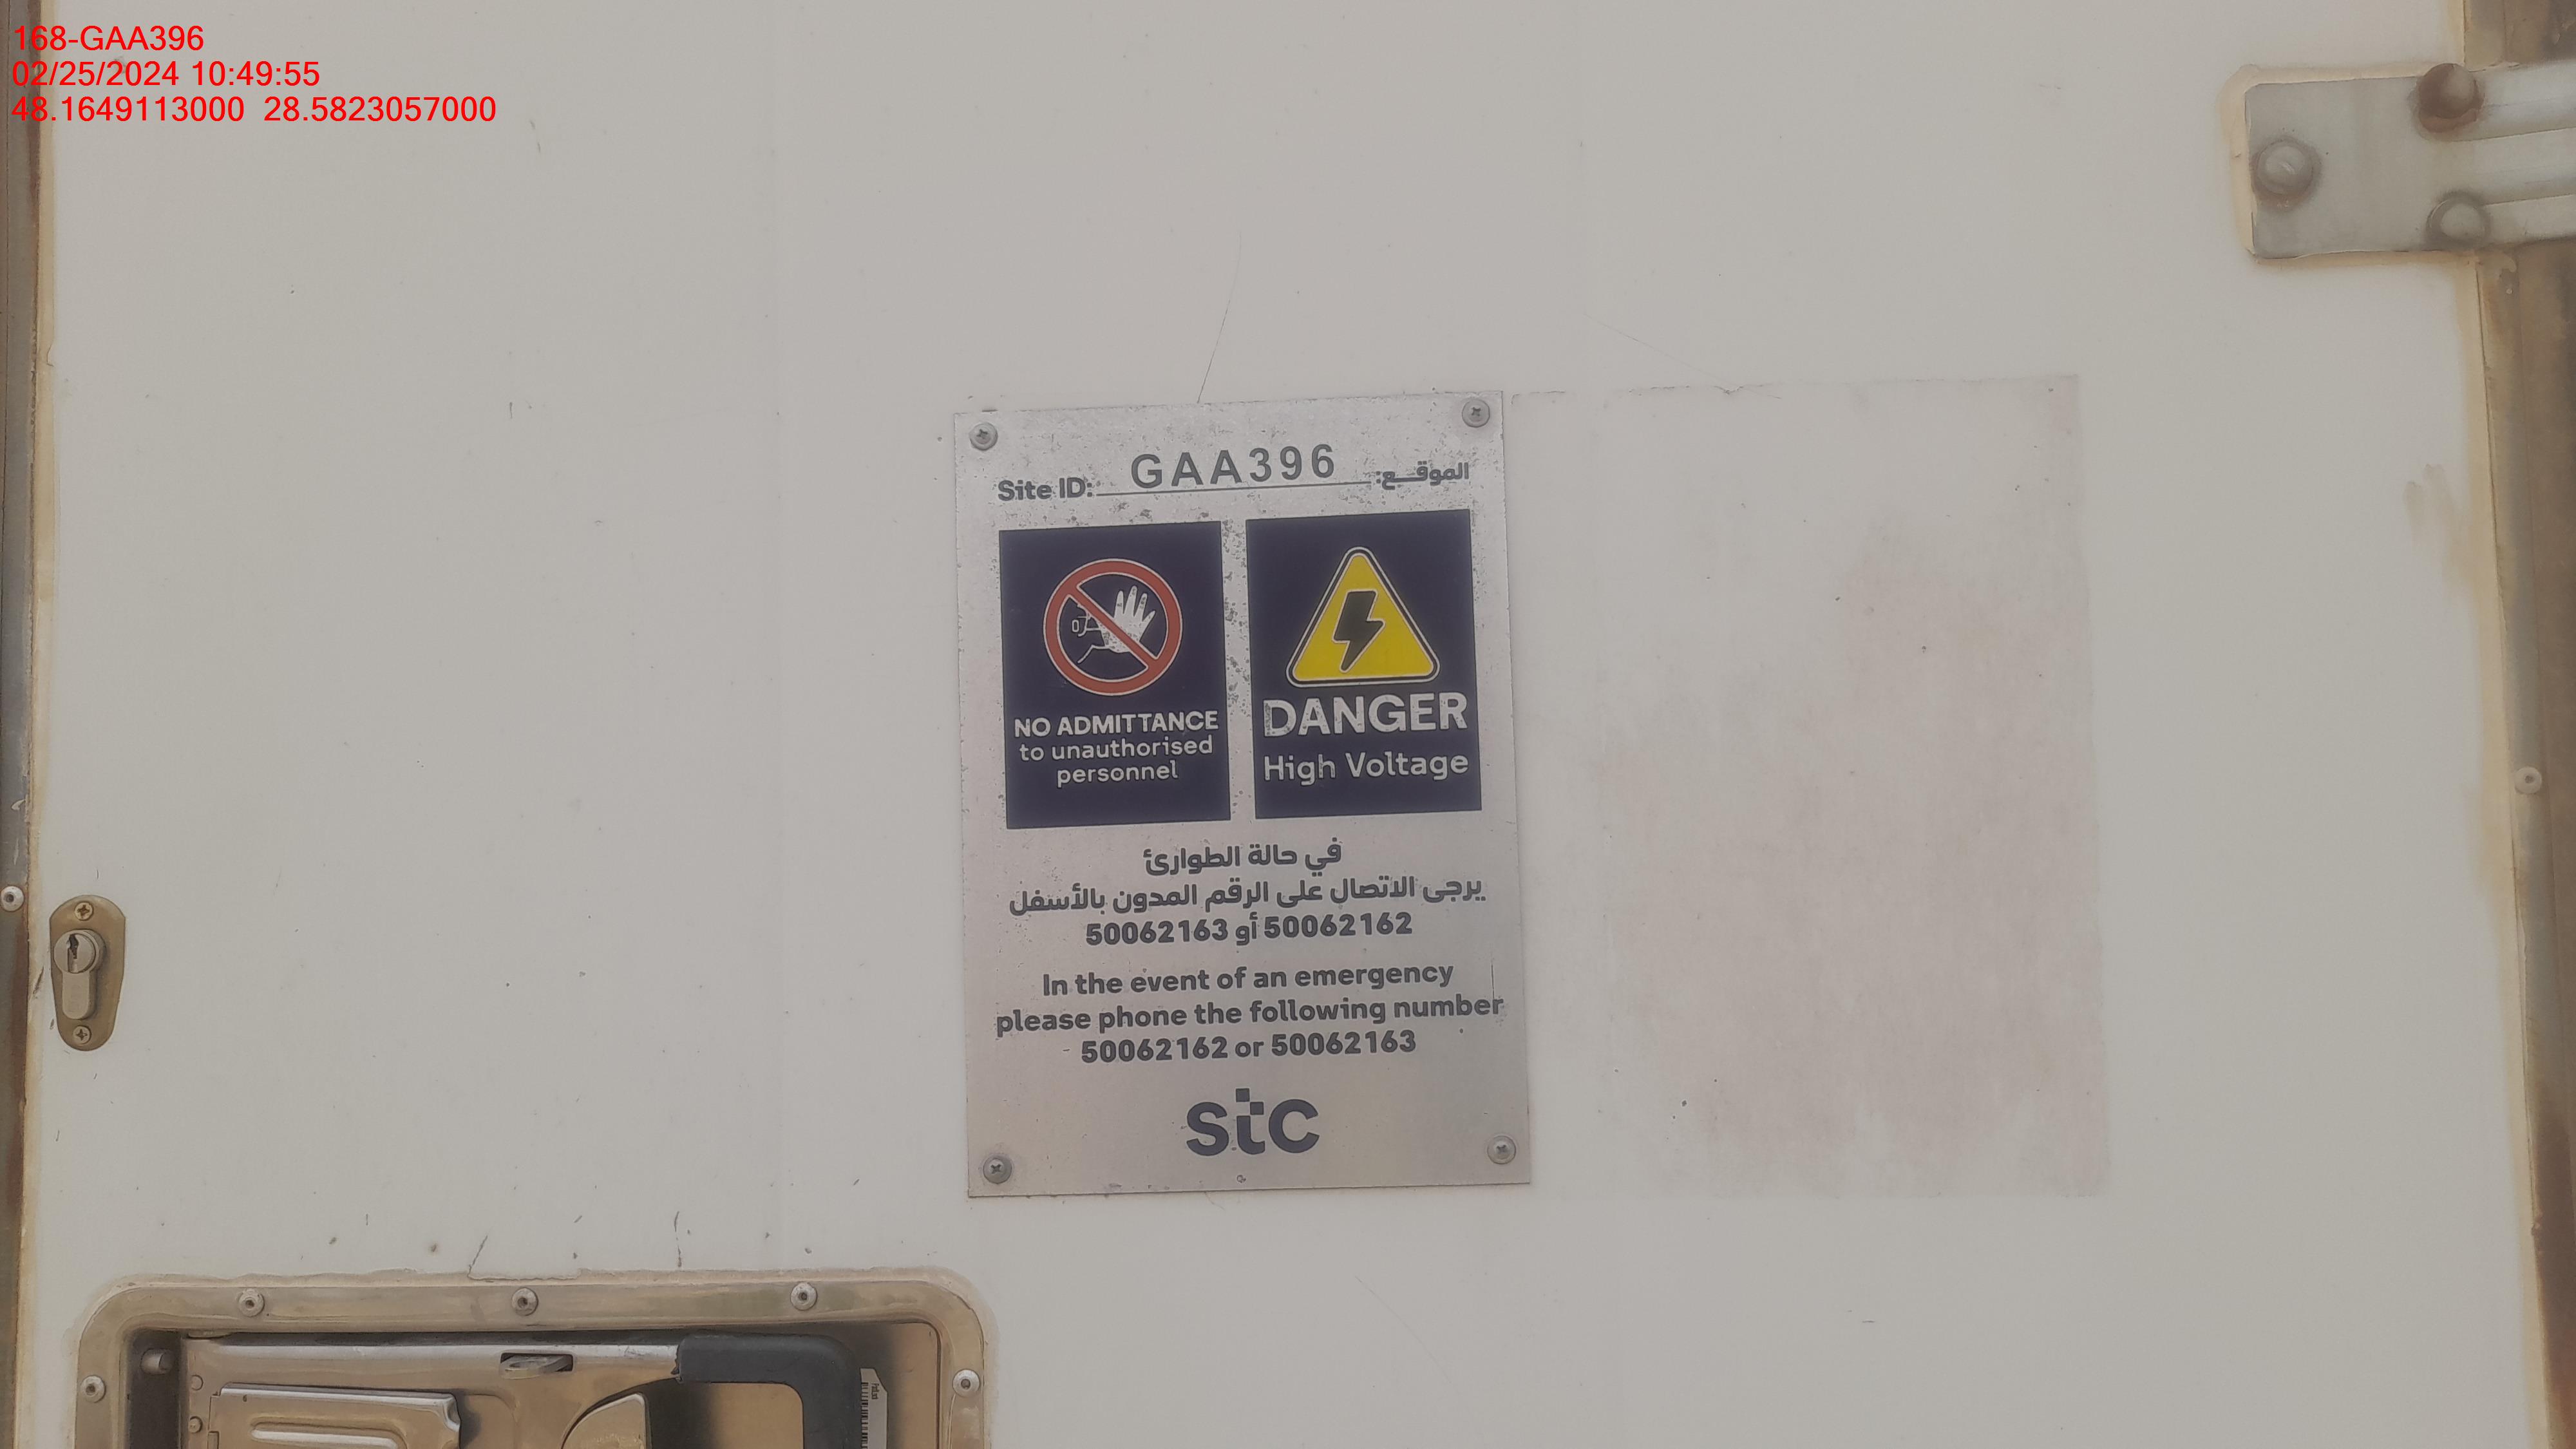 168-GAA396
02/25/2024 10:49:55
48.1649113000 28.5823057000
Site ID: GAA396 الموقـــع:
NO ADMITTANCE
to unauthorised
personnel
DANGER
High Voltage
في حالة الطوارئ
يرجى الاتصال على الرقم المدون بالأسفل
50062162 أو 50062163
In the event of an emergency
please phone the following number
50062162 or 50062163
stc